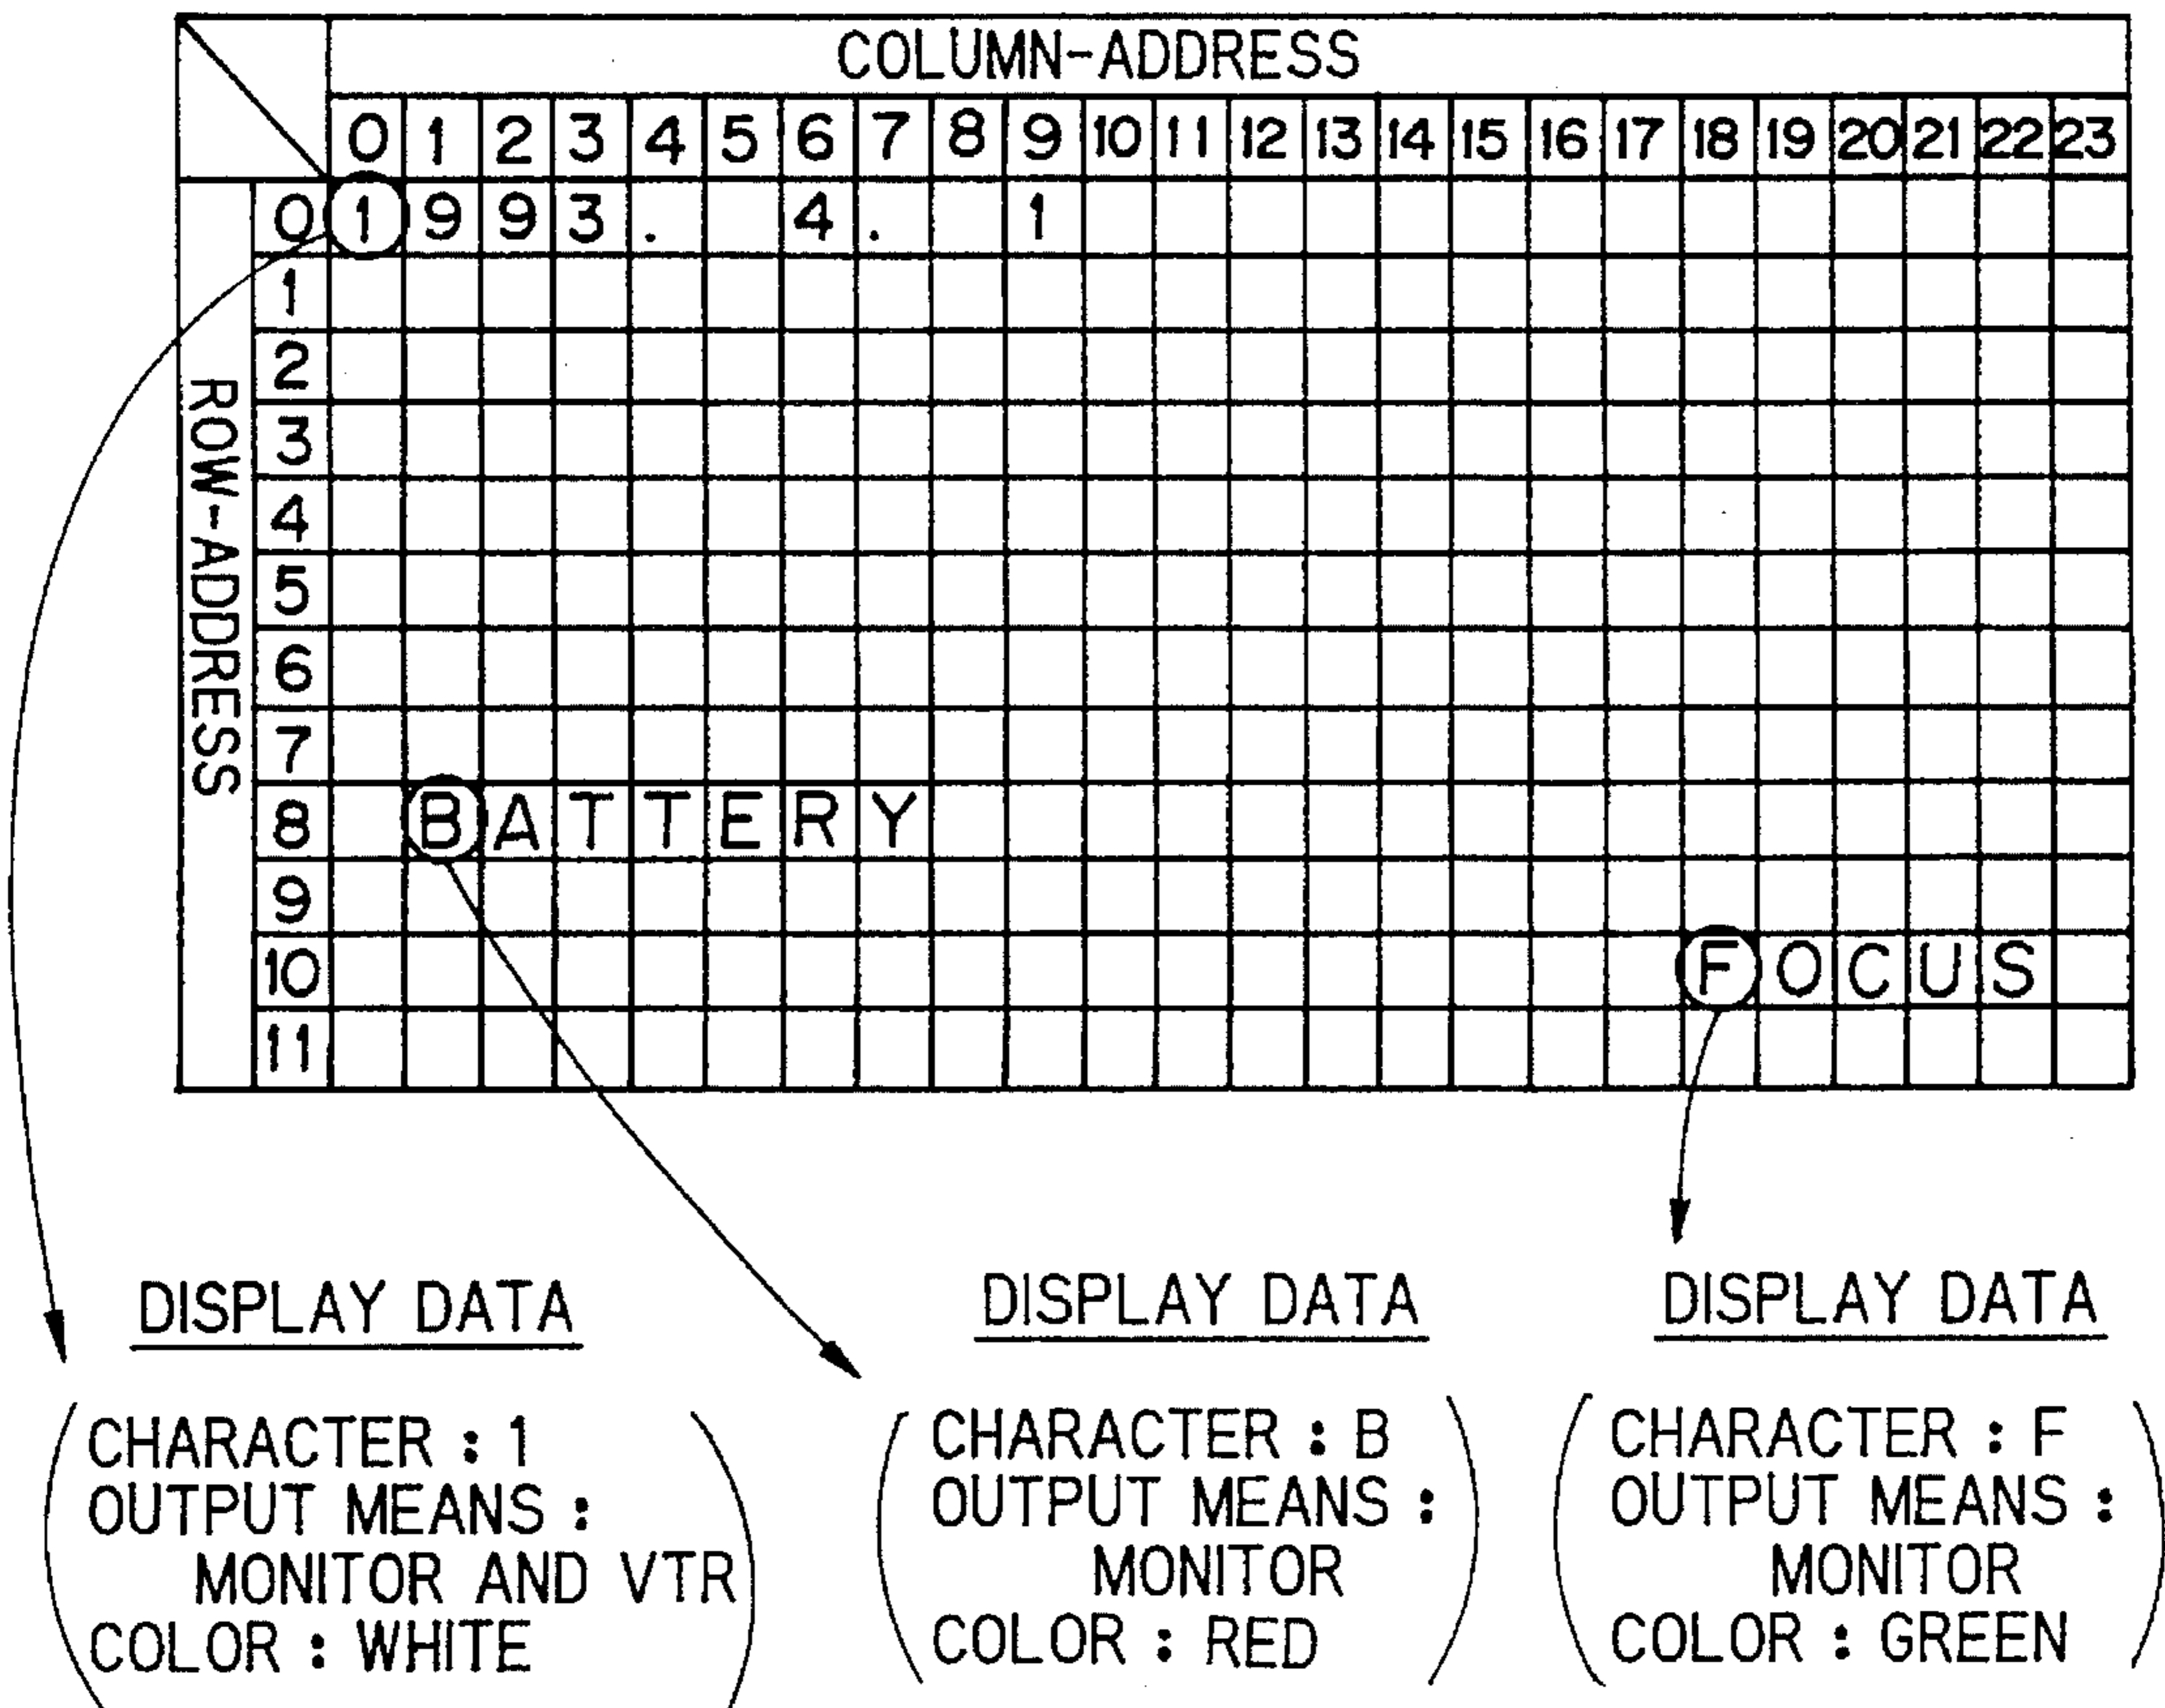 COLUMN-ADDRESS
0 1 2 3 4 5 6 7 8 9 10 11 12 13 14 15 16 17 18 19 20 21 22 23
ROW-ADDRESS
0 1 9 9 3 . 4 . 1
1
2
3
4
5
6
7
8 B A T T E R Y
9
10 F O C U S
11
DISPLAY DATA
CHARACTER : 1
OUTPUT MEANS :
MONITOR AND VTR
COLOR : WHITE
DISPLAY DATA
CHARACTER : B
OUTPUT MEANS :
MONITOR
COLOR : RED
DISPLAY DATA
CHARACTER : F
OUTPUT MEANS :
MONITOR
COLOR : GREEN